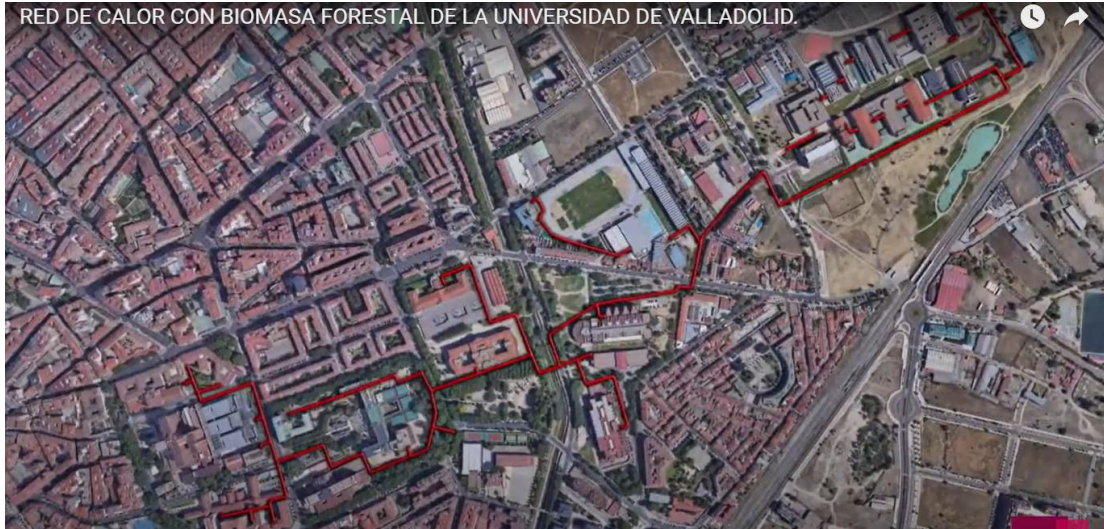 RED DE CALOR CON BIOMASA FORESTAL DE LA UNIVERSIDAD DE VALLADOLID.